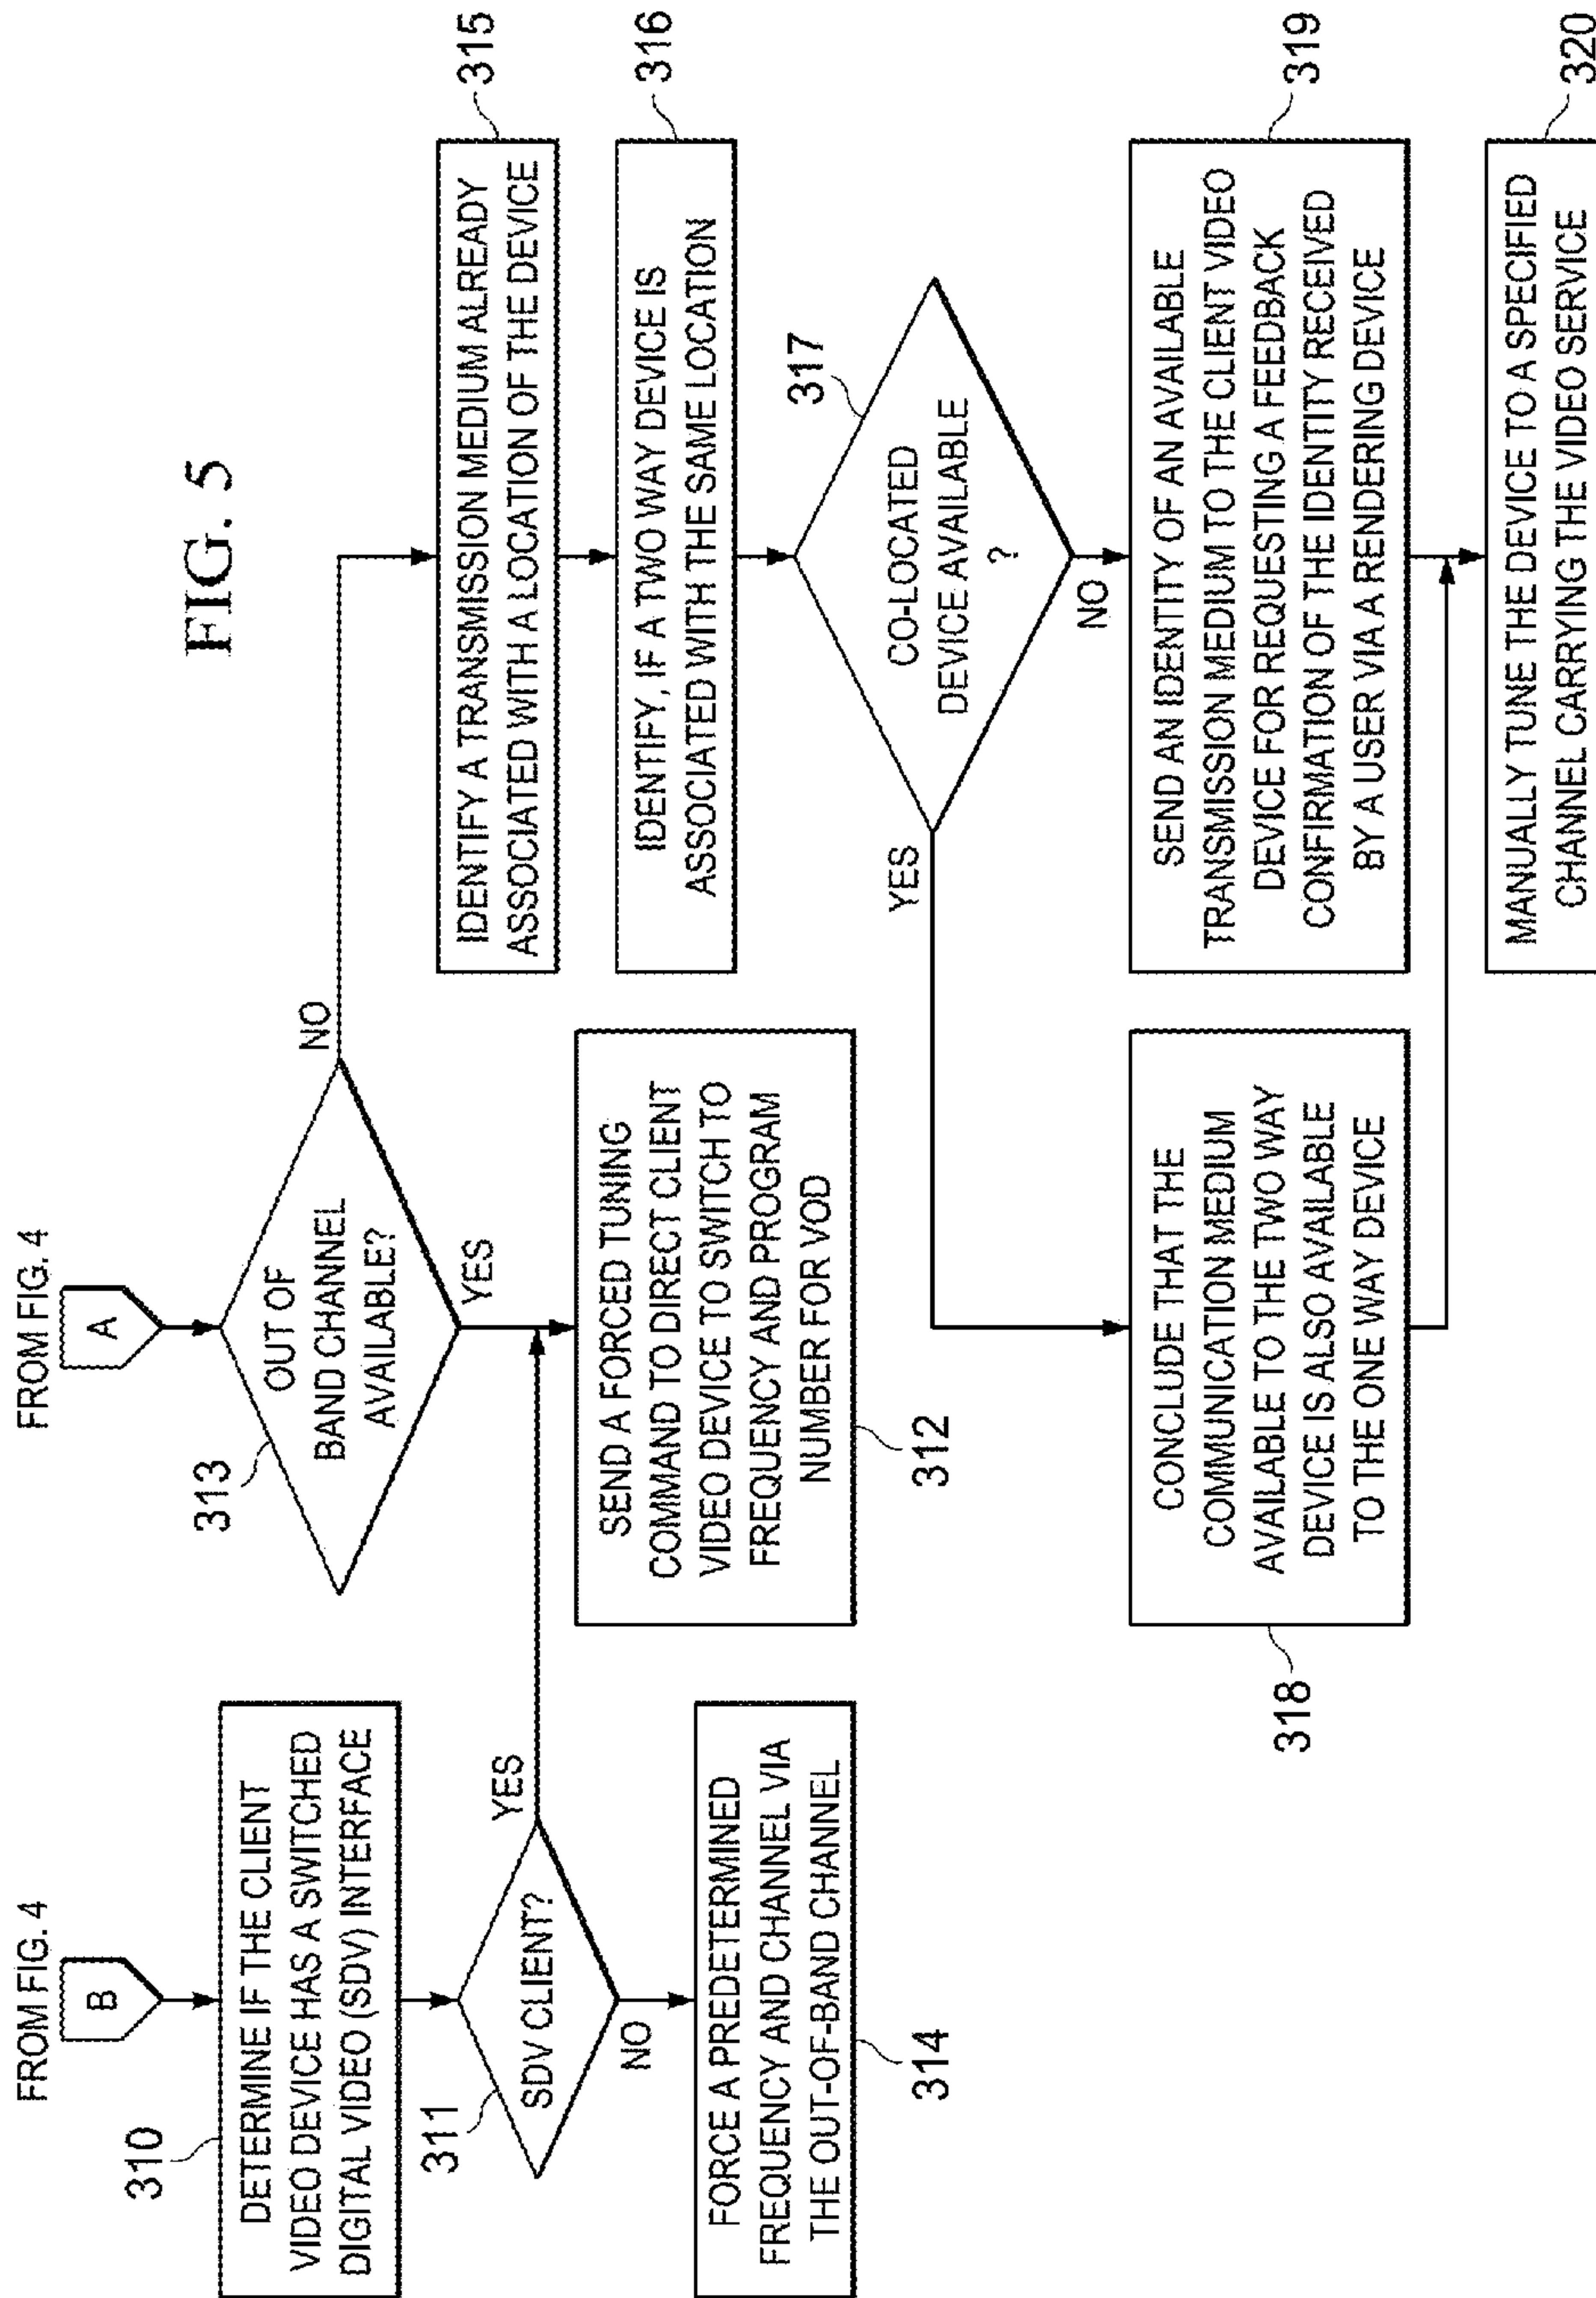 FIG. 5
FROM FIG. 4
B
310
DETERMINE IF THE CLIENT
VIDEO DEVICE HAS A SWITCHED
DIGITAL VIDEO (SDV) INTERFACE
311
SDV CLIENT?
YES
NO
FORCE A PREDETERMINED
FREQUENCY AND CHANNEL VIA
THE OUT-OF-BAND CHANNEL
314
FROM FIG. 4
A
313
OUT OF
BAND CHANNEL
AVAILABLE?
NO
YES
SEND A FORCED TUNING
COMMAND TO DIRECT CLIENT
VIDEO DEVICE TO SWITCH TO
FREQUENCY AND PROGRAM
NUMBER FOR VOD
312
IDENTIFY A TRANSMISSION MEDIUM ALREADY
ASSOCIATED WITH A LOCATION OF THE DEVICE
315
IDENTIFY, IF A TWO WAY DEVICE IS
ASSOCIATED WITH THE SAME LOCATION
316
317
CO-LOCATED
DEVICE AVAILABLE
?
YES
NO
CONCLUDE THAT THE
COMMUNICATION MEDIUM
AVAILABLE TO THE TWO WAY
DEVICE IS ALSO AVAILABLE
TO THE ONE WAY DEVICE
318
SEND AN IDENTITY OF AN AVAILABLE
TRANSMISSION MEDIUM TO THE CLIENT VIDEO
DEVICE FOR REQUESTING A FEEDBACK
CONFIRMATION OF THE IDENTITY RECEIVED
BY A USER VIA A RENDERING DEVICE
319
MANUALLY TUNE THE DEVICE TO A SPECIFIED
CHANNEL CARRYING THE VIDEO SERVICE
320